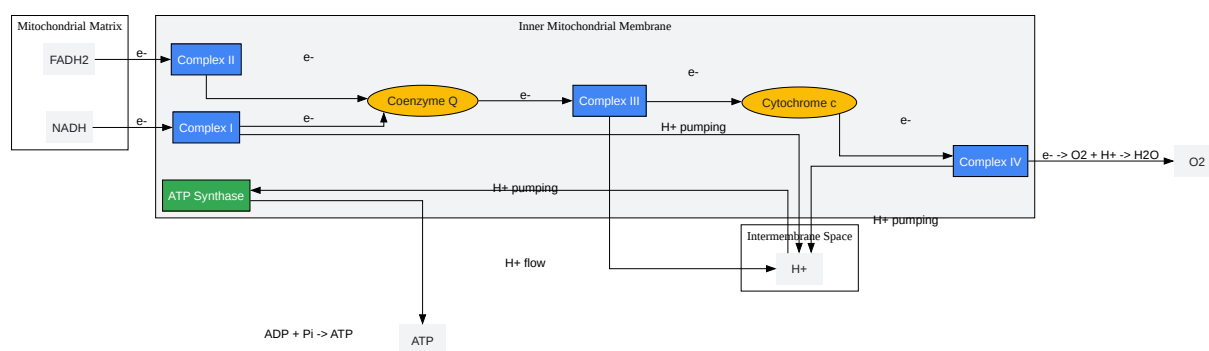 Mitochondrial Matrix
Inner Mitochondrial Membrane
FADH2
e-
Complex II
e-
e-
Coenzyme Q
e-
Complex III
Cytochrome c
NADH
e-
Complex I
e-
H+ pumping
e-
Complex IV
e- -> O2 + H+ -> H2O
O2
ATP Synthase
H+ pumping
H+ pumping
Intermembrane Space
H+ flow
H+
ADP + Pi -> ATP
ATP